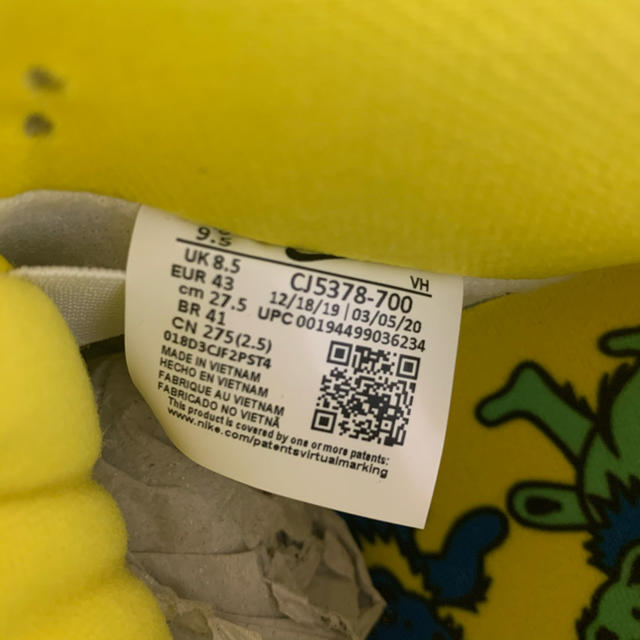 9.5
UK 8.5
EUR 43
cm 27.5
BR 41
CN 275(2.5)
018D3CJF2PST4
VH
CJ5378-700
12/18/19 | 03/05/20
UPC 00194499036234
MADE IN VIETNAM
HECHO EN VIETNAM
FABRIQUE AU VIETNAM
FABRICADO NO VIETNÃ
This product is covered by one or more patents:
www.nike.com/patentsvirtualmarking